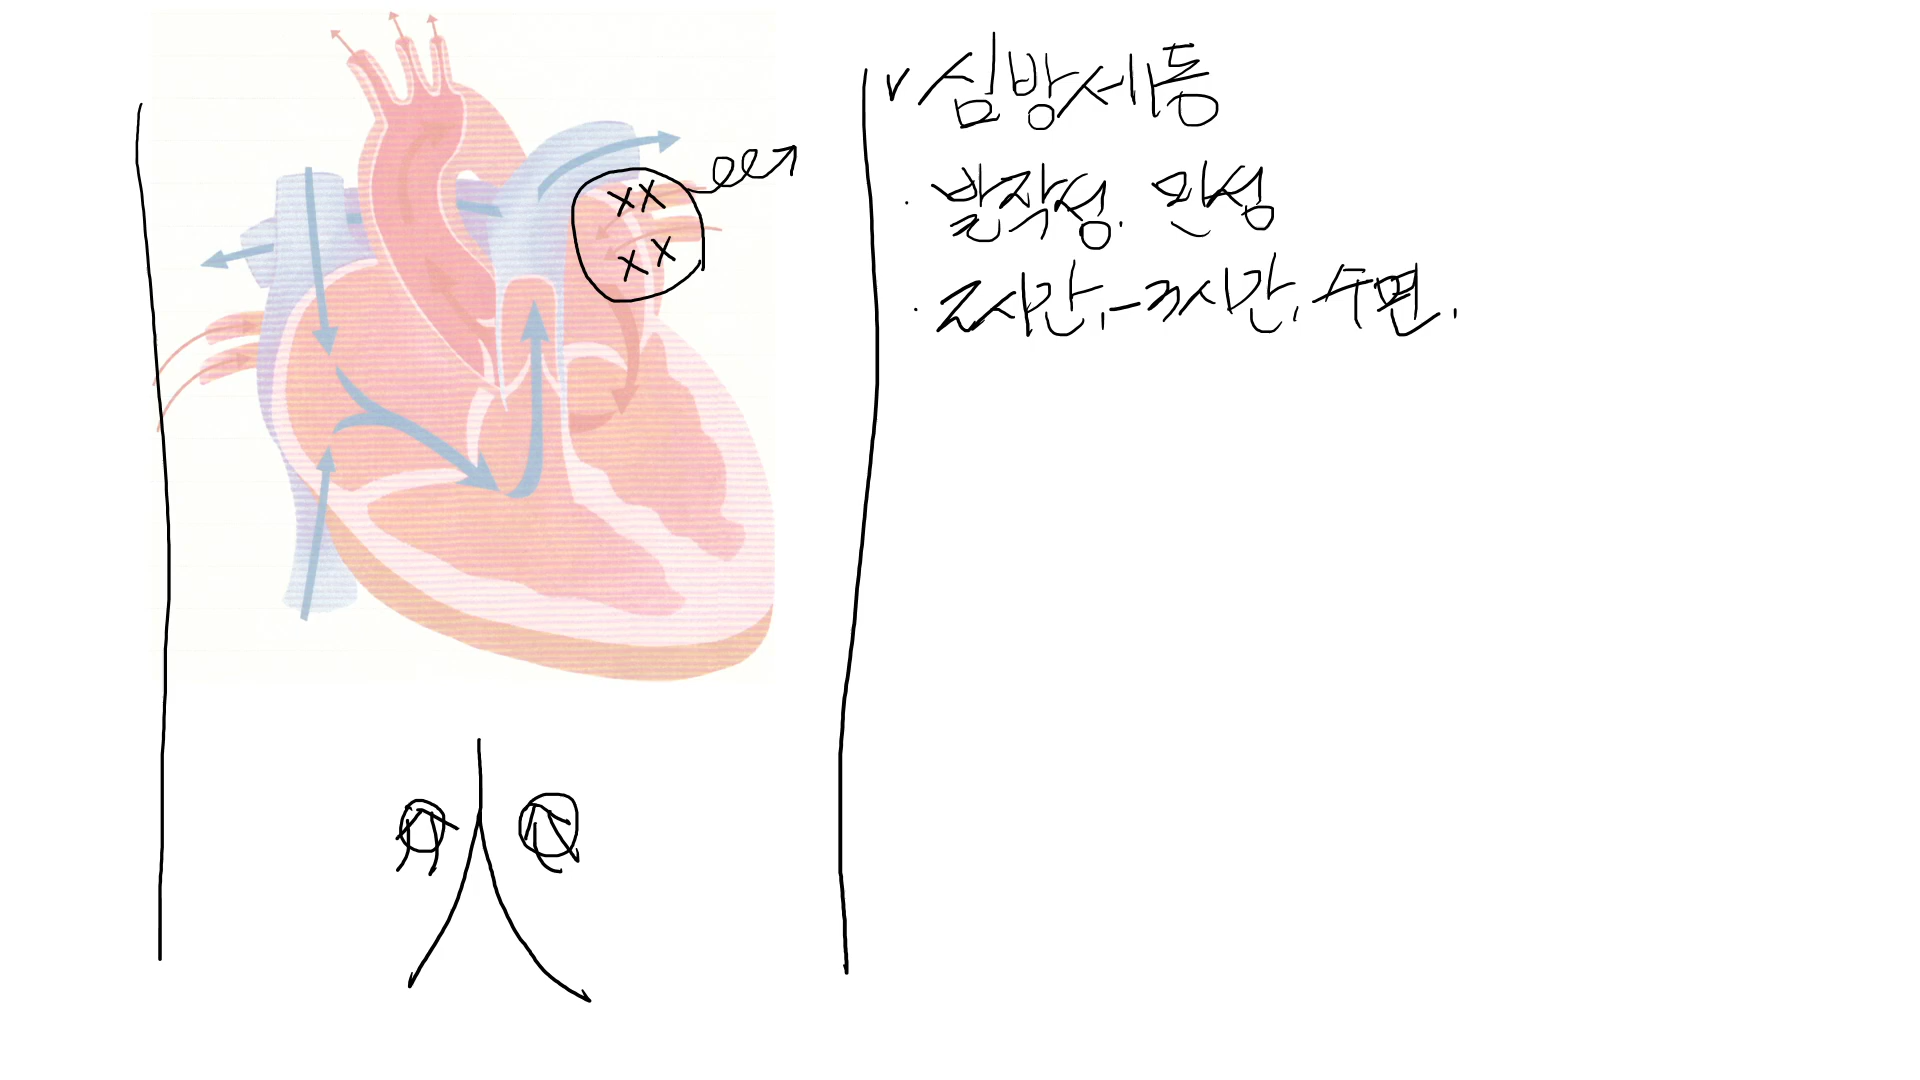 v 심방세동
· 발작성. 만성
· 2시간, - 3시간, 수면.